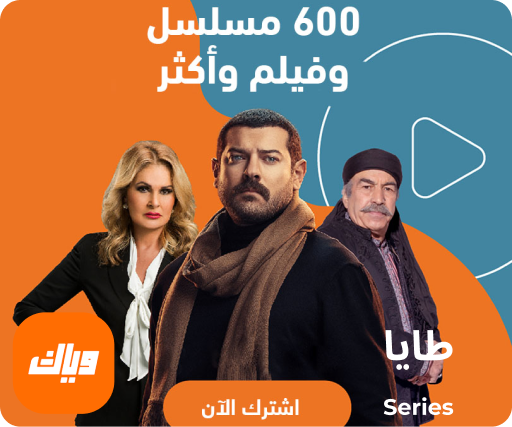 600 مسلسل
وفيلم وأكثر
طايا
Series
وياك
اشترك الآن